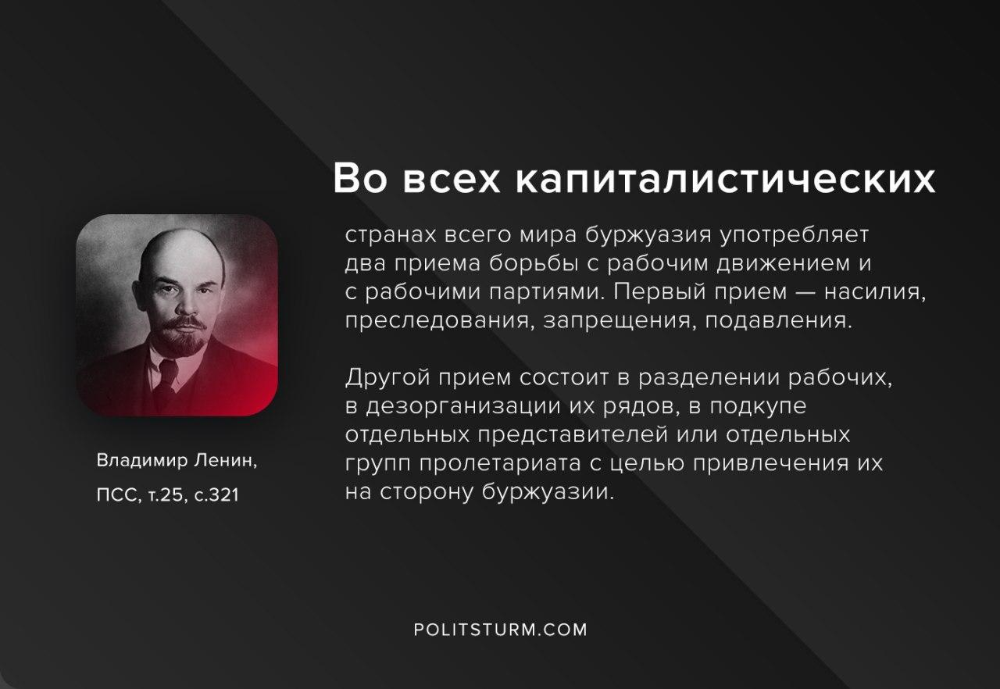 Во всех капиталистических
странах всего мира буржуазия употребляет
два приема борьбы с рабочим движением и
с рабочими партиями. Первый прием — насилия,
преследования, запрещения, подавления.
Другой прием состоит в разделении рабочих,
в дезорганизации их рядов, в подкупе
отдельных представителей или отдельных
групп пролетариата с целью привлечения их
на сторону буржуазии.
Владимир Ленин,
ПСС, т.25, с.321
POLITSTURM.COM